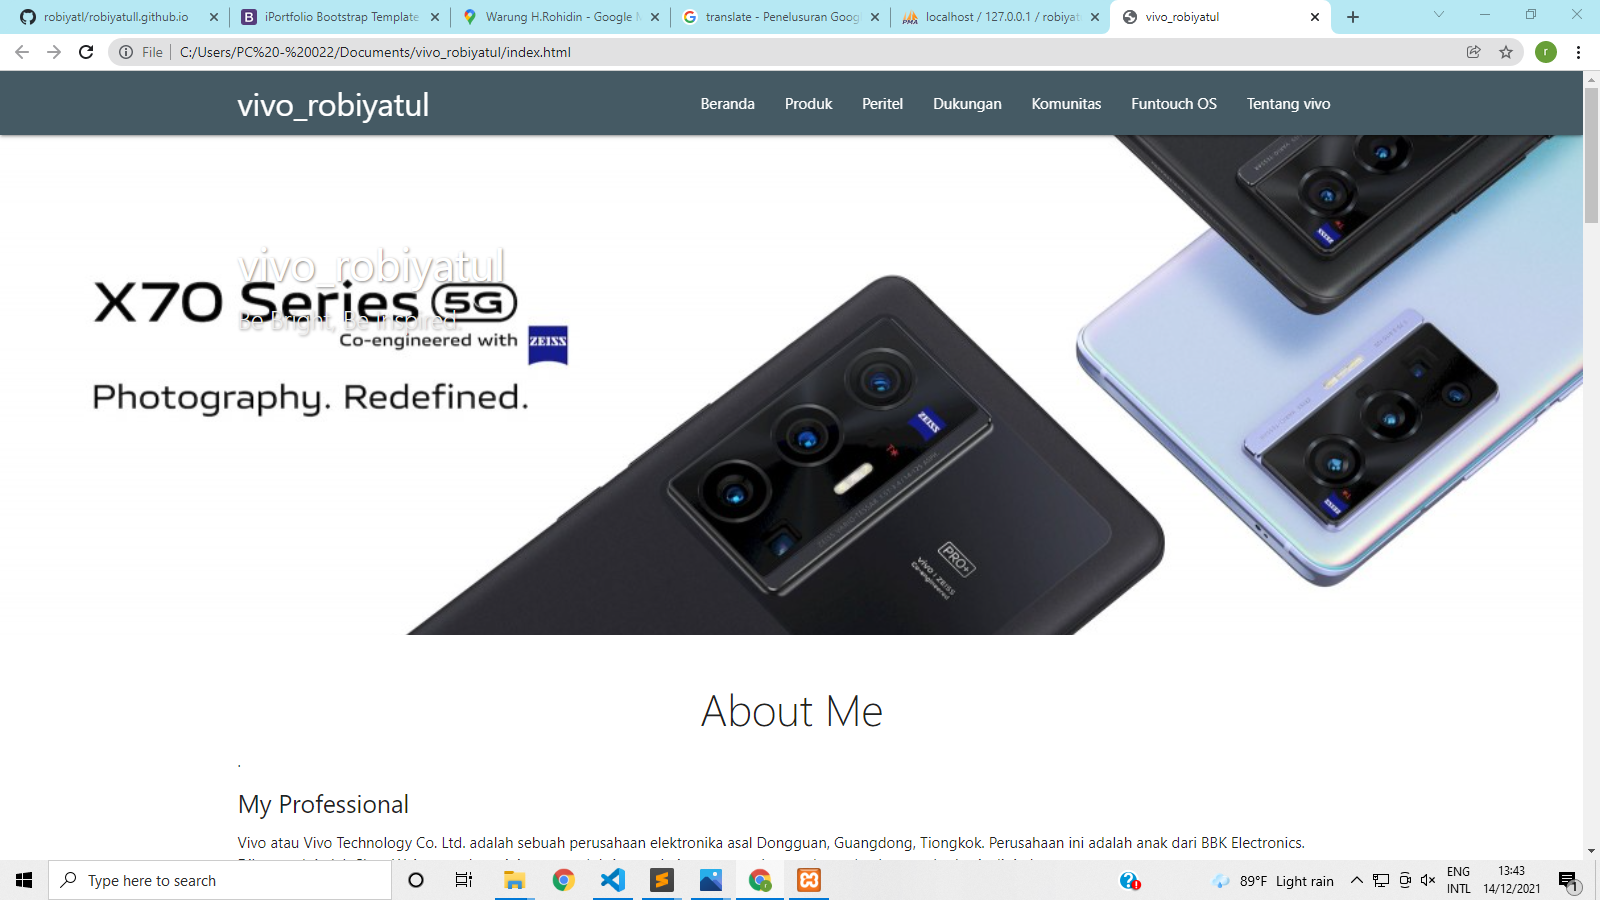 robiyatl/robiyatull.github.io
iPortfolio Bootstrap Template
Warung H.Rohidin - Google
translate - Penelusuran Goog
localhost / 127.0.0.1 / robiyat
vivo_robiyatul
File
C:/Users/PC%20-%20022/Documents/vivo_robiyatul/index.html
r
vivo_robiyatul
Beranda
Produk
Peritel
Dukungan
Komunitas
Funtouch OS
Tentang vivo
vivo_robiyatul
X70 Series 5G
Be Bright, Be Inspired.
Co-engineered with ZEISS
Photography. Redefined.
ZEISS
T*
PRO+
vivo | ZEISS
Co-engineered
ZEISS
ZEISS
About Me
.
My Professional
Vivo atau Vivo Technology Co. Ltd. adalah sebuah perusahaan elektronika asal Dongguan, Guangdong, Tiongkok. Perusahaan ini adalah anak dari BBK Electronics.
Type here to search
89°F Light rain
ENG
INTL
13:43
14/12/2021
1